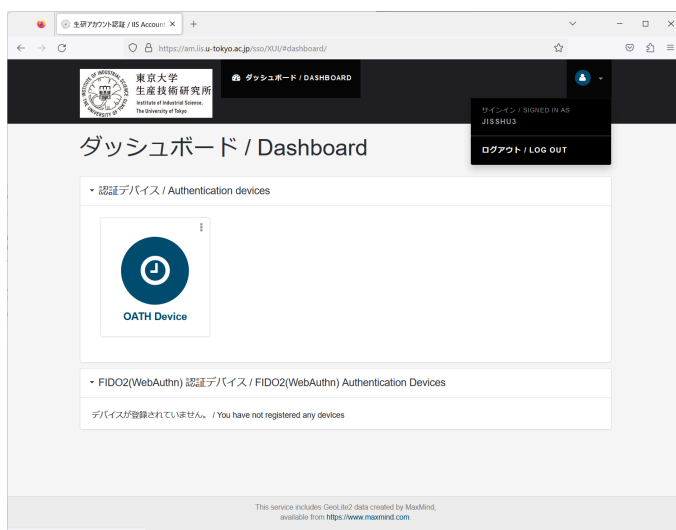 生研アカウント認証 / IIS Account
https://am.iis.u-tokyo.ac.jp/sso/XUI/#dashboard/
東京大学
生産技術研究所
Institute of Industrial Science,
The University of Tokyo
ダッシュボード / DASHBOARD
サインイン / SIGNED IN AS
JISSHU3
ログアウト / LOG OUT
ダッシュボード / Dashboard
認証デバイス / Authentication devices
OATH Device
FIDO2(WebAuthn) 認証デバイス / FIDO2(WebAuthn) Authentication Devices
デバイスが登録されていません。 / You have not registered any devices
This service includes GeoLite2 data created by MaxMind,
available from https://www.maxmind.com.